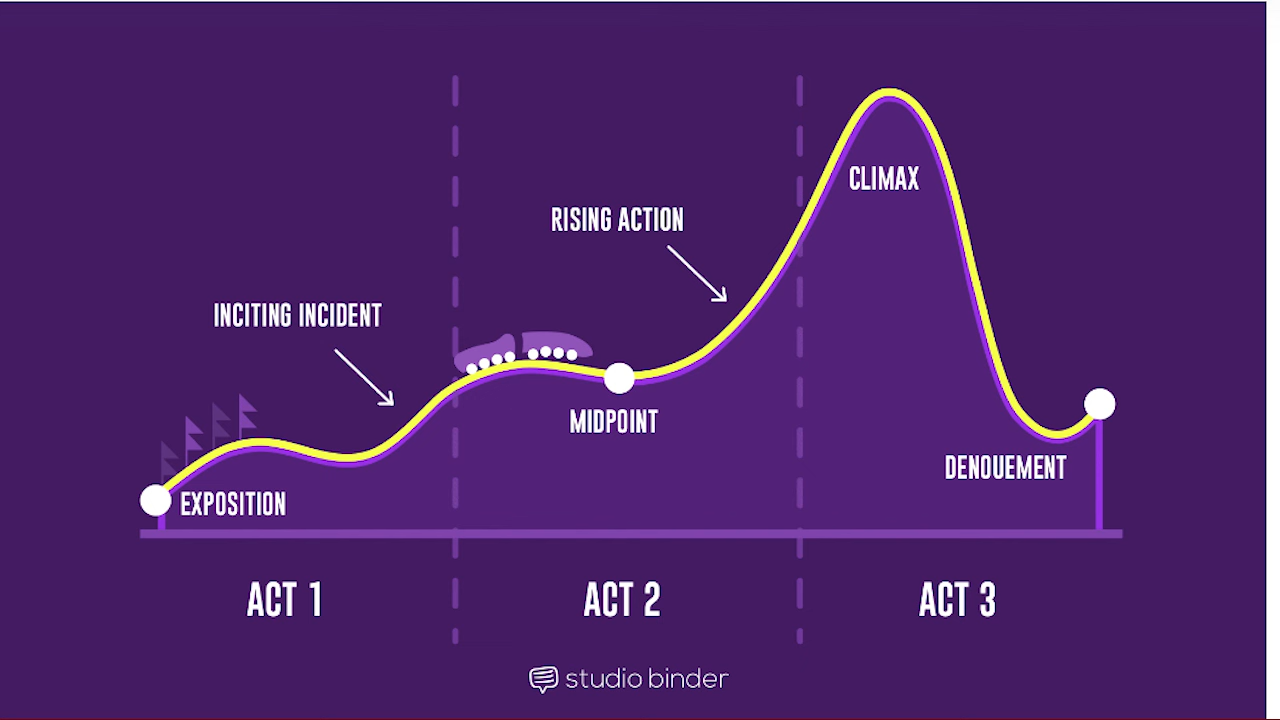 CLIMAX
RISING ACTION
INCITING INCIDENT
MIDPOINT
DENOUEMENT
EXPOSITION
ACT 1
ACT 2
ACT 3
studio binder